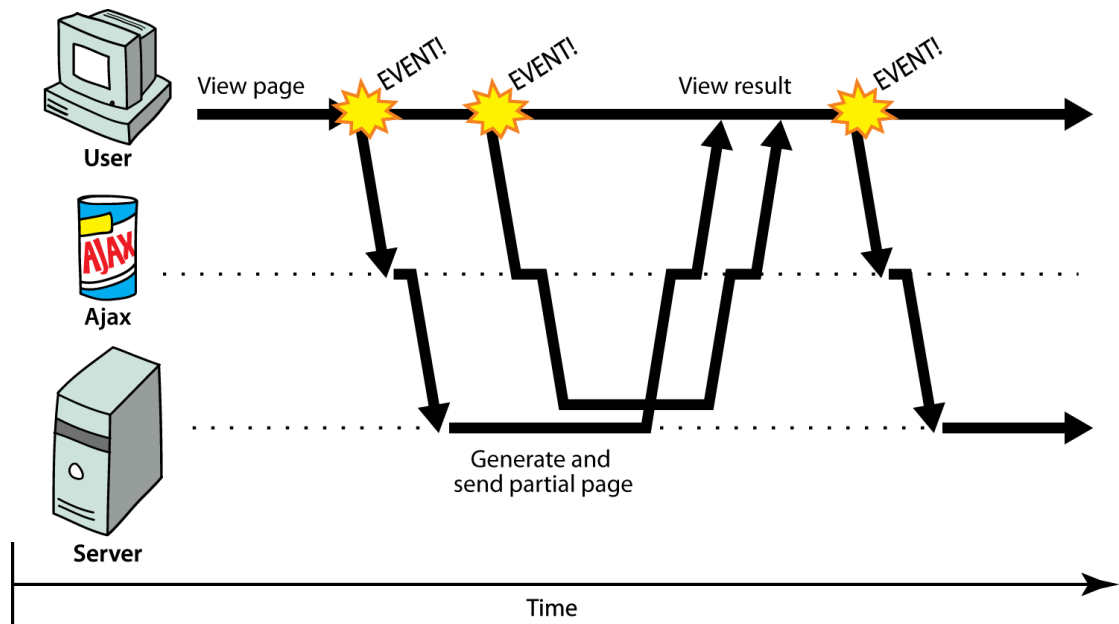 EVENT!
EVENT!
EVENT!
View page
View result
User
AJAX
Ajax
Generate and
send partial page
Server
Time